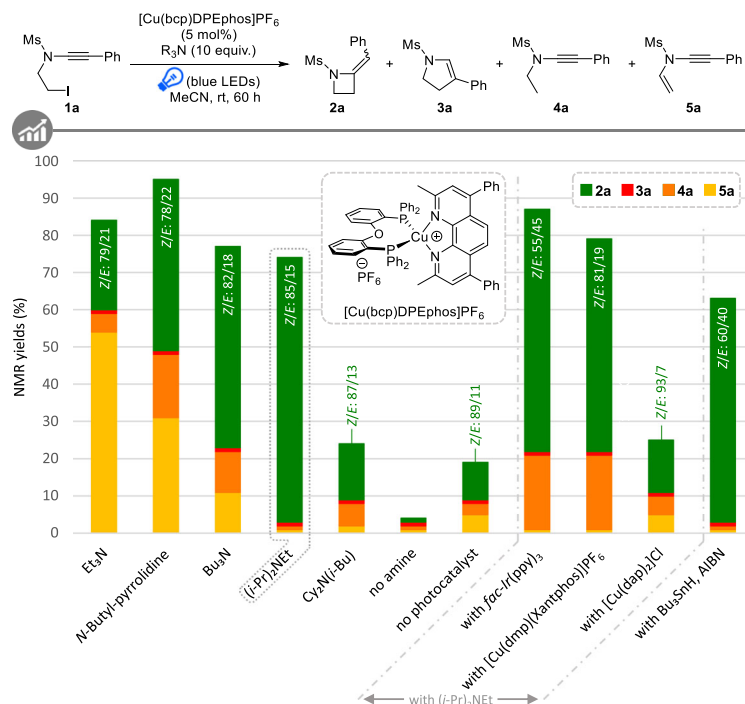 [Cu(bcp)DPEphos]PF6
(5 mol%)
R3N (10 equiv.)
(blue LEDs)
MeCN, rt, 60 h
Ms
N
Ph
I
1a
Ph
Ms
N
2a
+
Ms
N
Ph
3a
+
Ms
N
Ph
4a
+
Ms
N
Ph
5a
NMR yields (%)
100
90
80
70
60
50
40
30
20
10
0
Z/E: 79/21
Z/E: 78/22
Z/E: 82/18
Z/E: 85/15
Z/E: 87/13
Z/E: 89/11
Z/E: 55/45
Z/E: 81/19
Z/E: 93/7
Z/E: 60/40
Ph2
P
O
P
Ph2
Cu
+
N
N
Me
Me
Ph
Ph
⊖
PF6
[Cu(bcp)DPEphos]PF6
2a 3a 4a 5a
Et3N
N-Butyl-pyrrolidine
Bu3N
(i-Pr)2NEt
Cy2N(i-Bu)
no amine
no photocatalyst
with fac-Ir(ppy)3
with [Cu(dmp)(Xantphos)]PF6
with [Cu(dap)2]Cl
with Bu3SnH, AIBN
with (i-Pr)2NEt